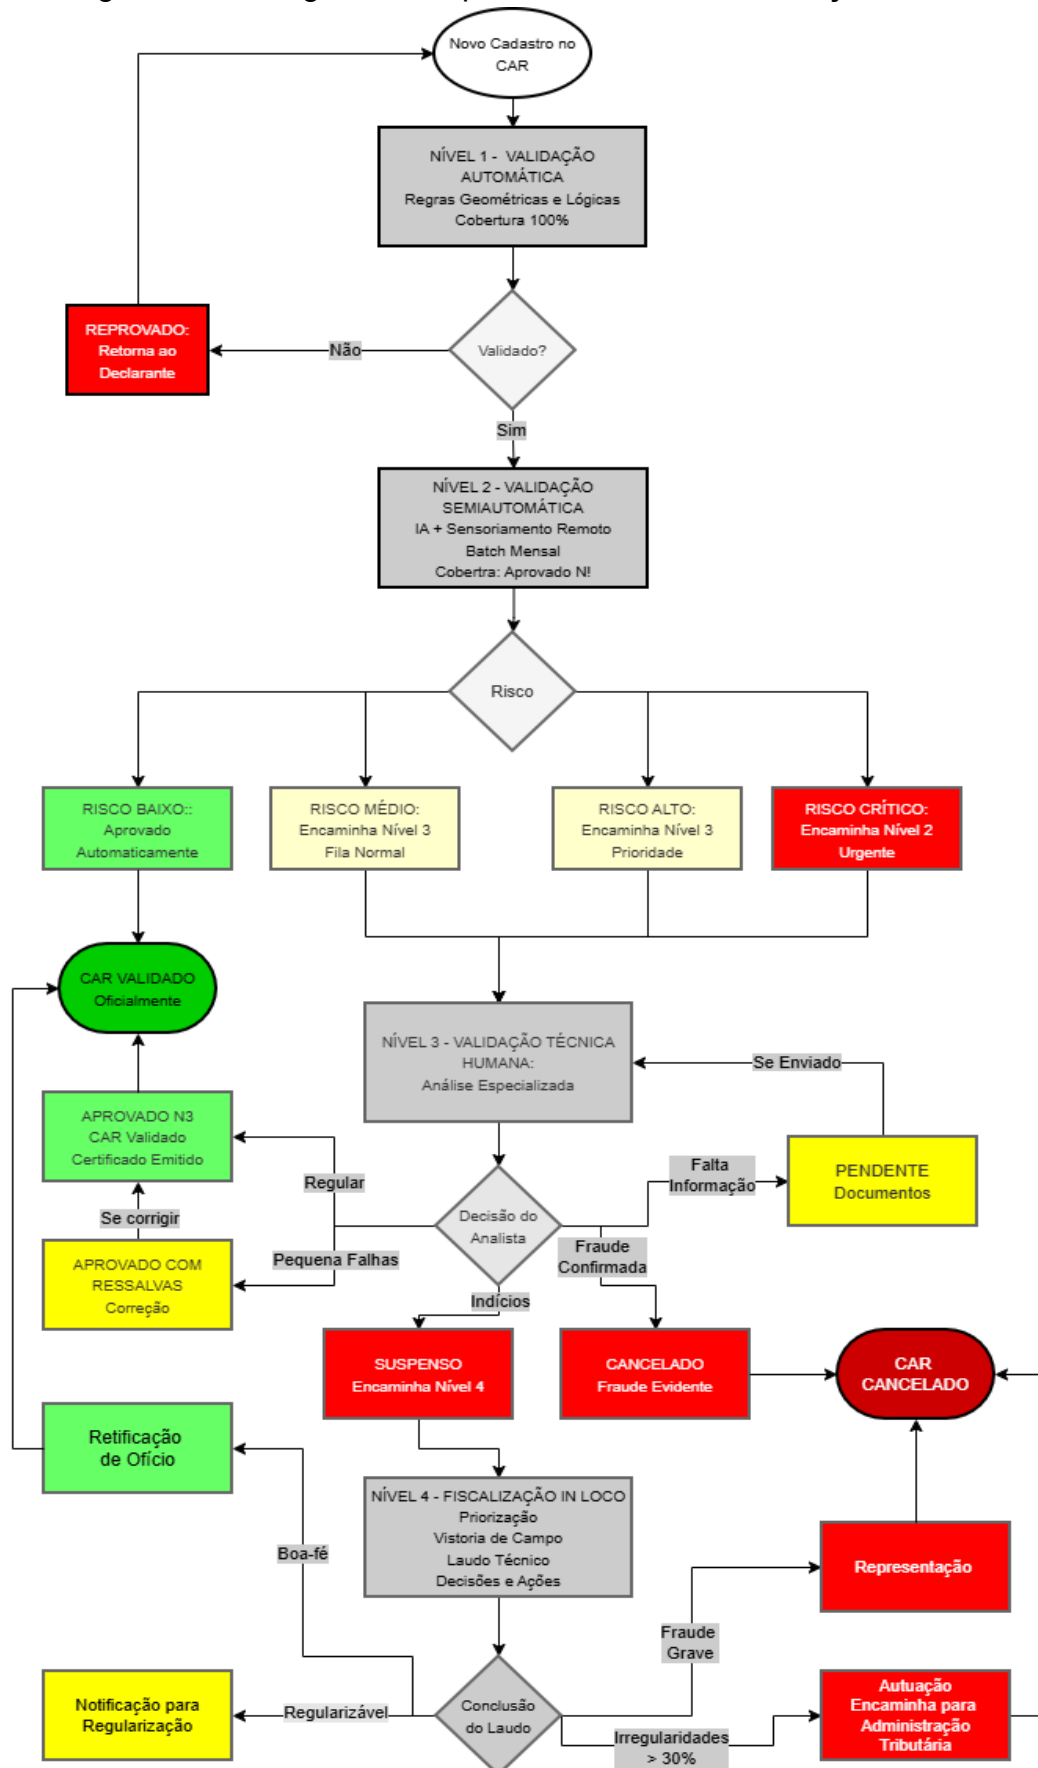 Novo Cadastro no
CAR
NÍVEL 1 - VALIDAÇÃO
AUTOMÁTICA
Regras Geométricas e Lógicas
Cobertura 100%
REPROVADO:
Retorna ao
Declarante
Não
Validado?
Sim
NÍVEL 2 - VALIDAÇÃO
SEMIAUTOMÁTICA
IA + Sensoriamento Remoto
Batch Mensal
Cobertra: Aprovado N!
Risco
RISCO BAIXO::
Aprovado
Automaticamente
RISCO MÉDIO:
Encaminha Nível 3
Fila Normal
RISCO ALTO:
Encaminha Nível 3
Prioridade
RISCO CRÍTICO:
Encaminha Nível 2
Urgente
CAR VALIDADO
Oficialmente
NÍVEL 3 - VALIDAÇÃO TÉCNICA
HUMANA:
Análise Especializada
Se Enviado
APROVADO N3
CAR Validado
Certificado Emitido
Regular
Falta
Informação
PENDENTE
Documentos
Se corrigir
Decisão do
Analista
APROVADO COM
RESSALVAS
Correção
Pequena Falhas
Fraude
Confirmada
Indícios
SUSPENSO
Encaminha Nível 4
CANCELADO
Fraude Evidente
CAR
CANCELADO
Retificação
de Ofício
NÍVEL 4 - FISCALIZAÇÃO IN LOCO
Priorização
Vistoria de Campo
Laudo Técnico
Decisões e Ações
Boa-fé
Representação
Fraude
Grave
Notificação para
Regularização
Regularizável
Conclusão
do Laudo
Irregularidades
> 30%
Autuação
Encaminha para
Administração
Tributária